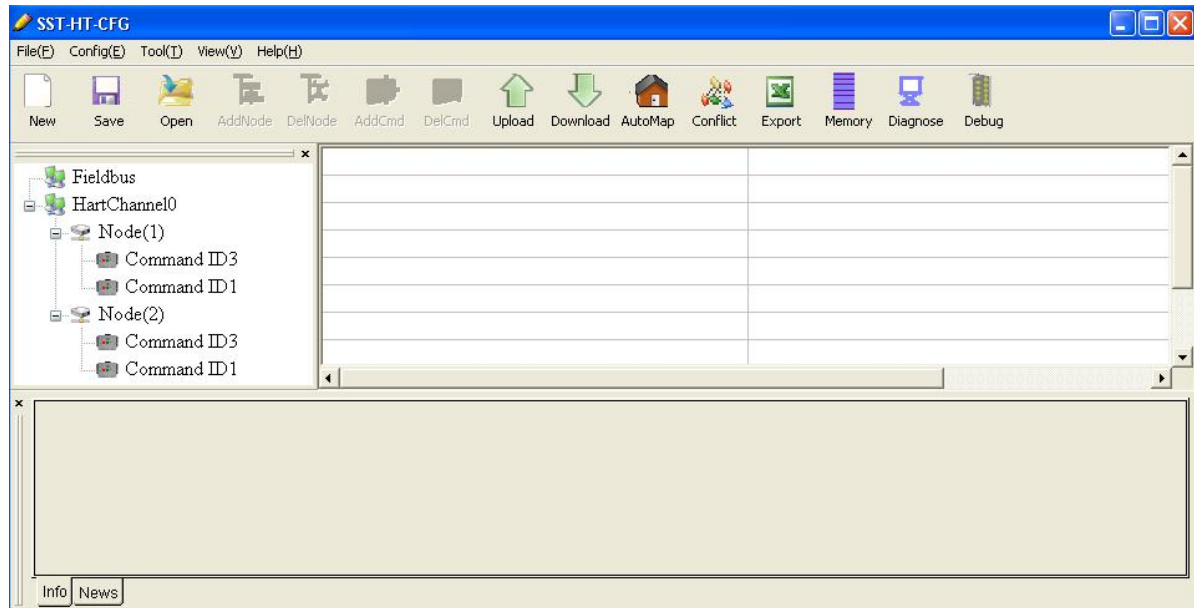 SST-HT-CFG
File(F) Config(E) Tool(T) View(V) Help(H)
New Save Open AddNode DelNode AddCmd DelCmd Upload Download AutoMap Conflict Export Memory Diagnose Debug
Fieldbus
HartChannel0
Node(1)
Command ID3
Command ID1
Node(2)
Command ID3
Command ID1
Info News